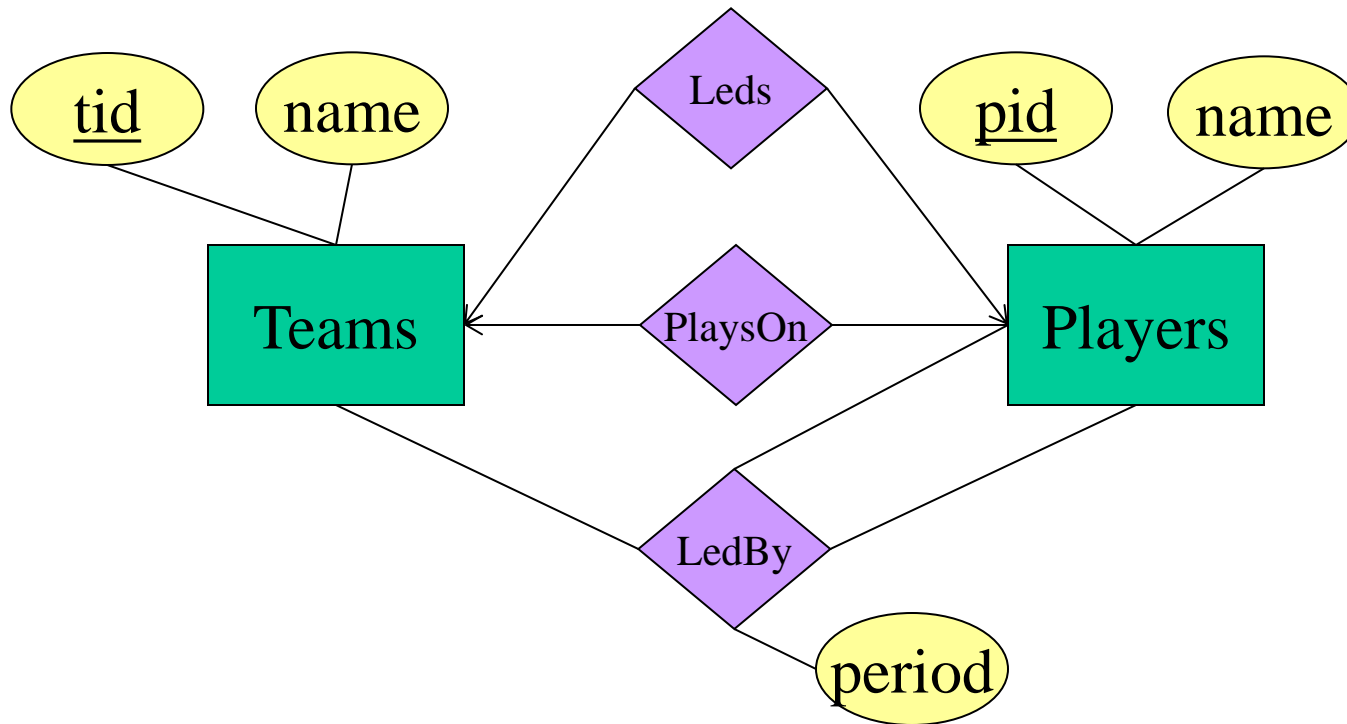 Leds
tid
name
pid
name
Teams
PlaysOn
Players
LedBy
period